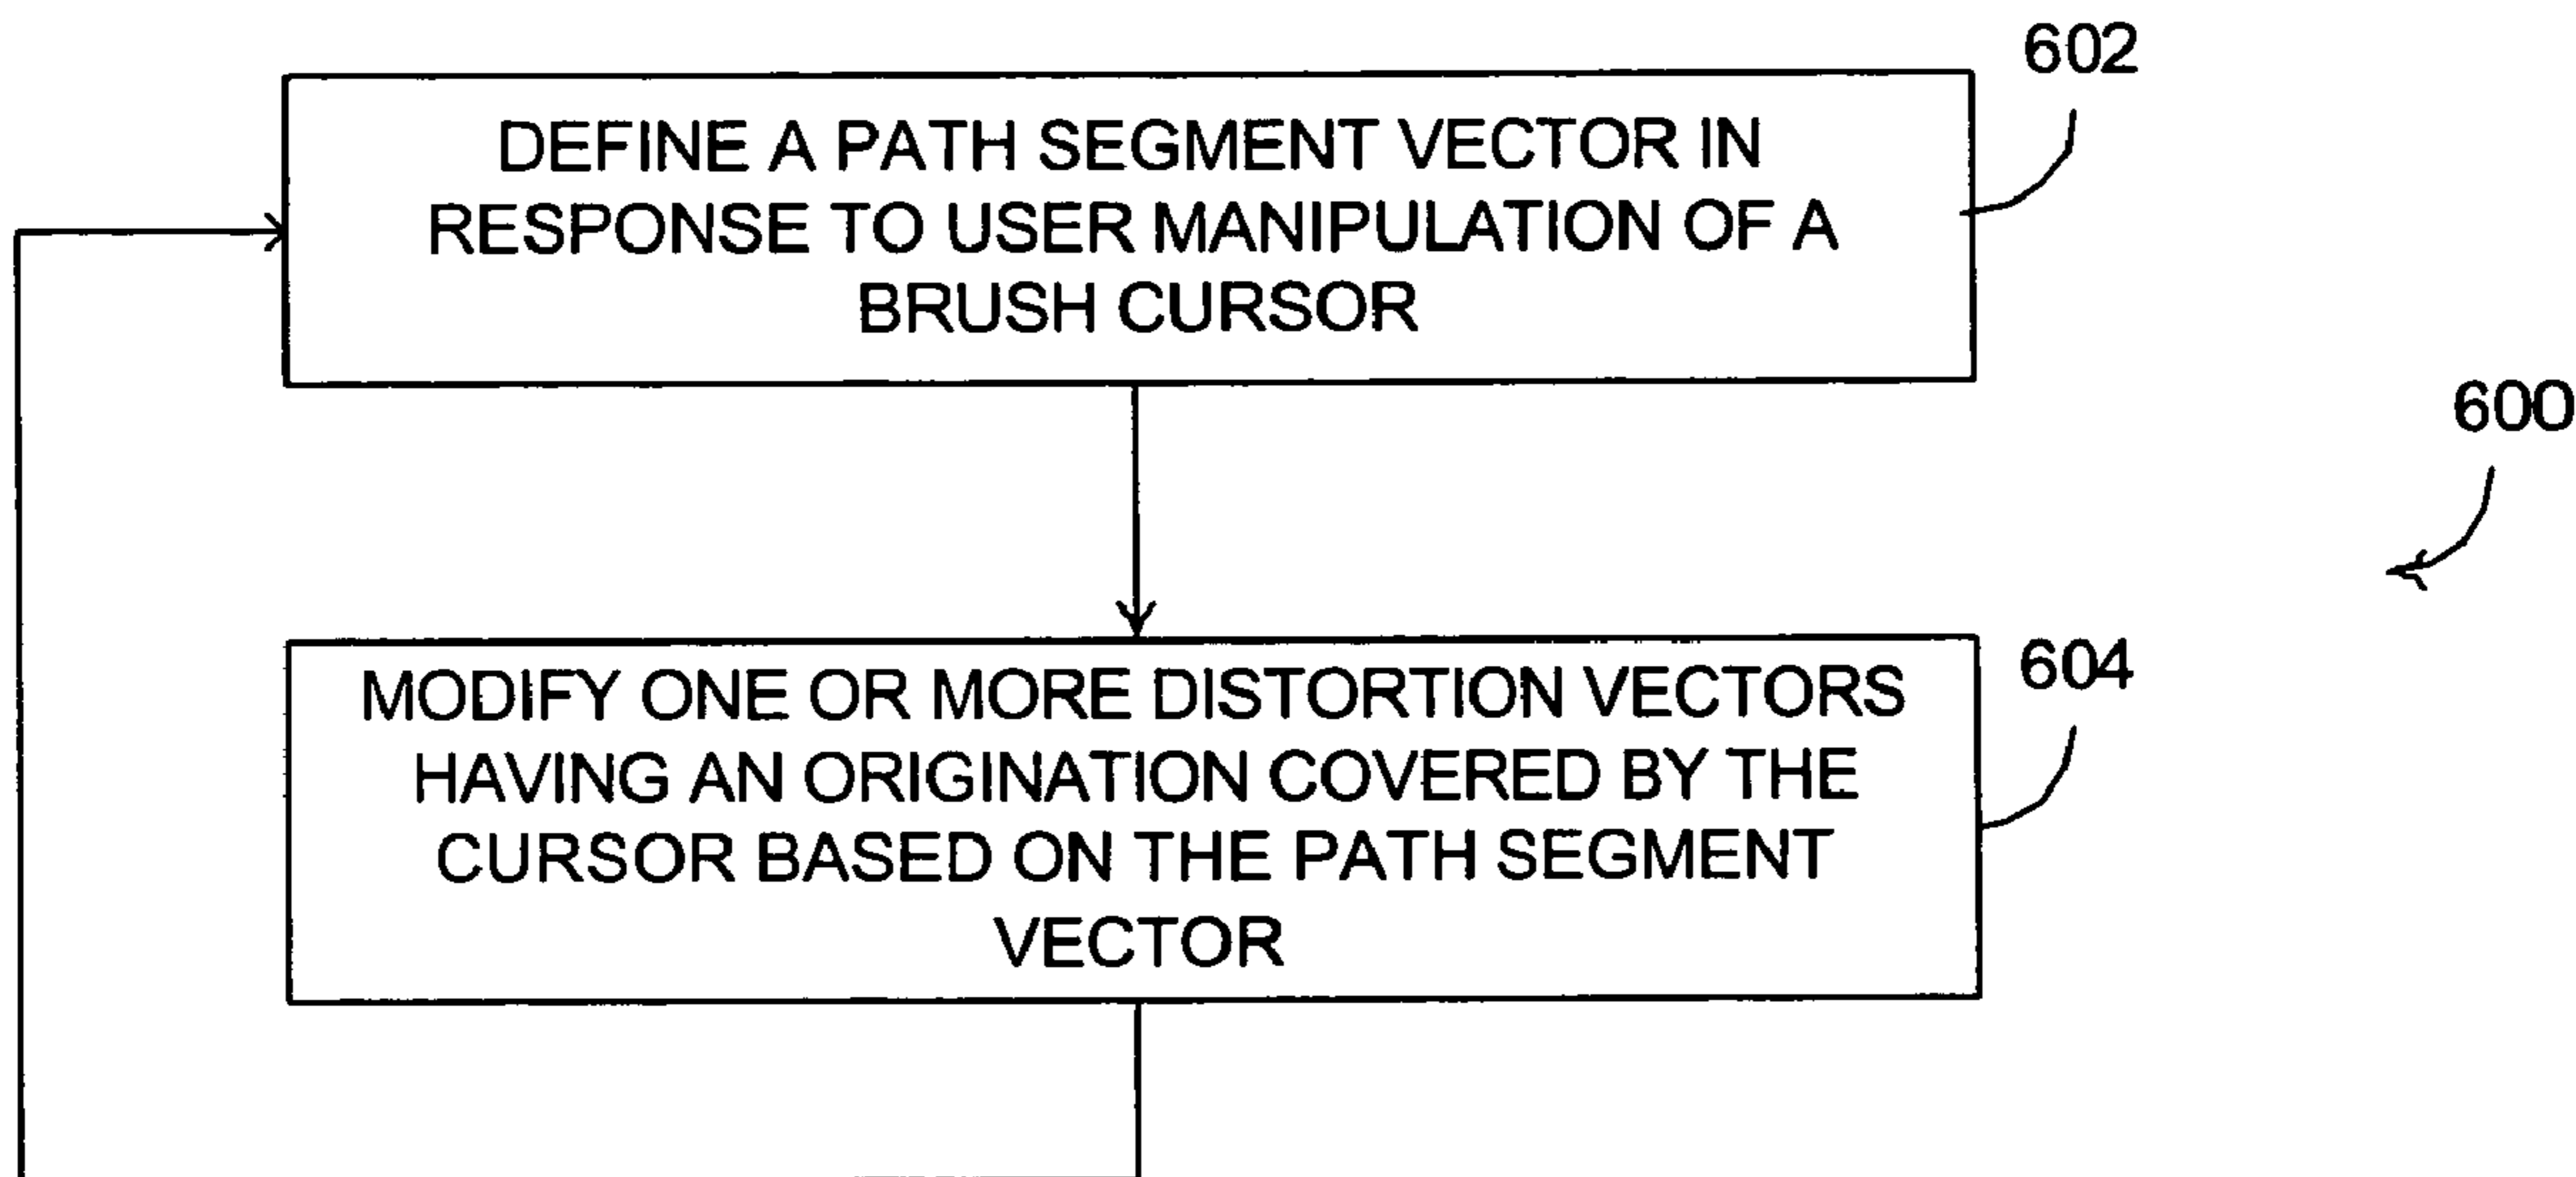 602
DEFINE A PATH SEGMENT VECTOR IN
RESPONSE TO USER MANIPULATION OF A
BRUSH CURSOR
600
604
MODIFY ONE OR MORE DISTORTION VECTORS
HAVING AN ORIGINATION COVERED BY THE
CURSOR BASED ON THE PATH SEGMENT
VECTOR